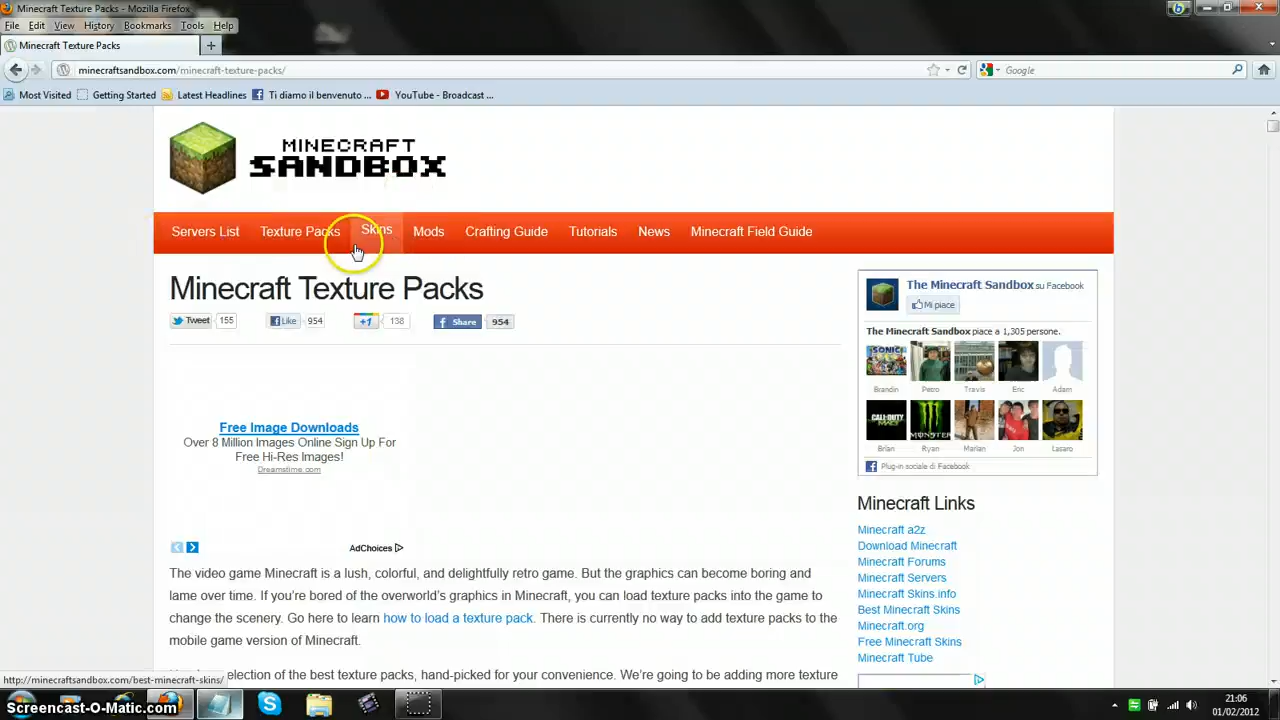 Minecraft Texture Packs - Mozilla Firefox
File Edit View History Bookmarks Tools Help
Minecraft Texture Packs
minecraftsandbox.com/minecraft-texture-packs/
Google
Most Visited Getting Started Latest Headlines Ti diamo il benvenuto ... YouTube - Broadcast ...
MINECRAFT
SANDBOX
Servers List Texture Packs Skins Mods Crafting Guide Tutorials News Minecraft Field Guide
Minecraft Texture Packs
Tweet 155 Like 954 +1 138 Share 954
Free Image Downloads
Over 8 Million Images Online Sign Up For
Free Hi-Res Images!
Dreamstime.com
AdChoices
The video game Minecraft is a lush, colorful, and delightfully retro game. But the graphics can become boring and
lame over time. If you're bored of the overworld's graphics in Minecraft, you can load texture packs into the game to
change the scenery. Go here to learn how to load a texture pack. There is currently no way to add texture packs to the
mobile game version of Minecraft.
election of the best texture packs, hand-picked for your convenience. We're going to be adding more texture
The Minecraft Sandbox su Facebook
Mi piace
The Minecraft Sandbox piace a 1,305 persone.
Brandin Petro Travis Eric Adam
Brian Ryan Marian Jon Lasaro
Plug-in sociale di Facebook
Minecraft Links
Minecraft a2z
Download Minecraft
Minecraft Forums
Minecraft Servers
Minecraft Skins.info
Best Minecraft Skins
Minecraft.org
Free Minecraft Skins
Minecraft Tube
http://minecraftsandbox.com/best-minecraft-skins/
Screencast-O-Matic.com
21:06
01/02/2012